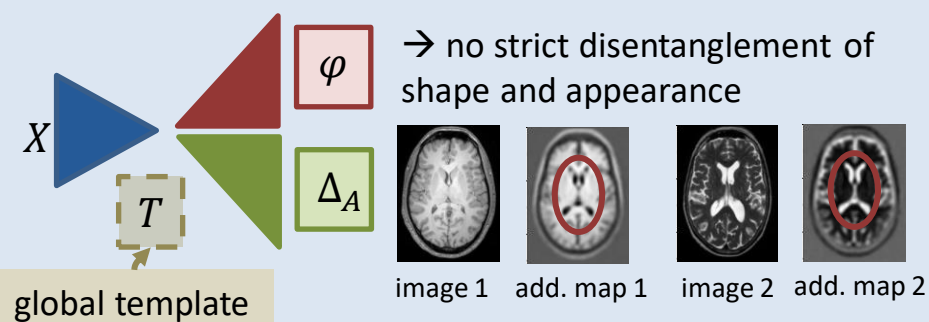 X
T
φ
Δ_A
global template
→ no strict disentanglement of
shape and appearance
image 1 add. map 1 image 2 add. map 2